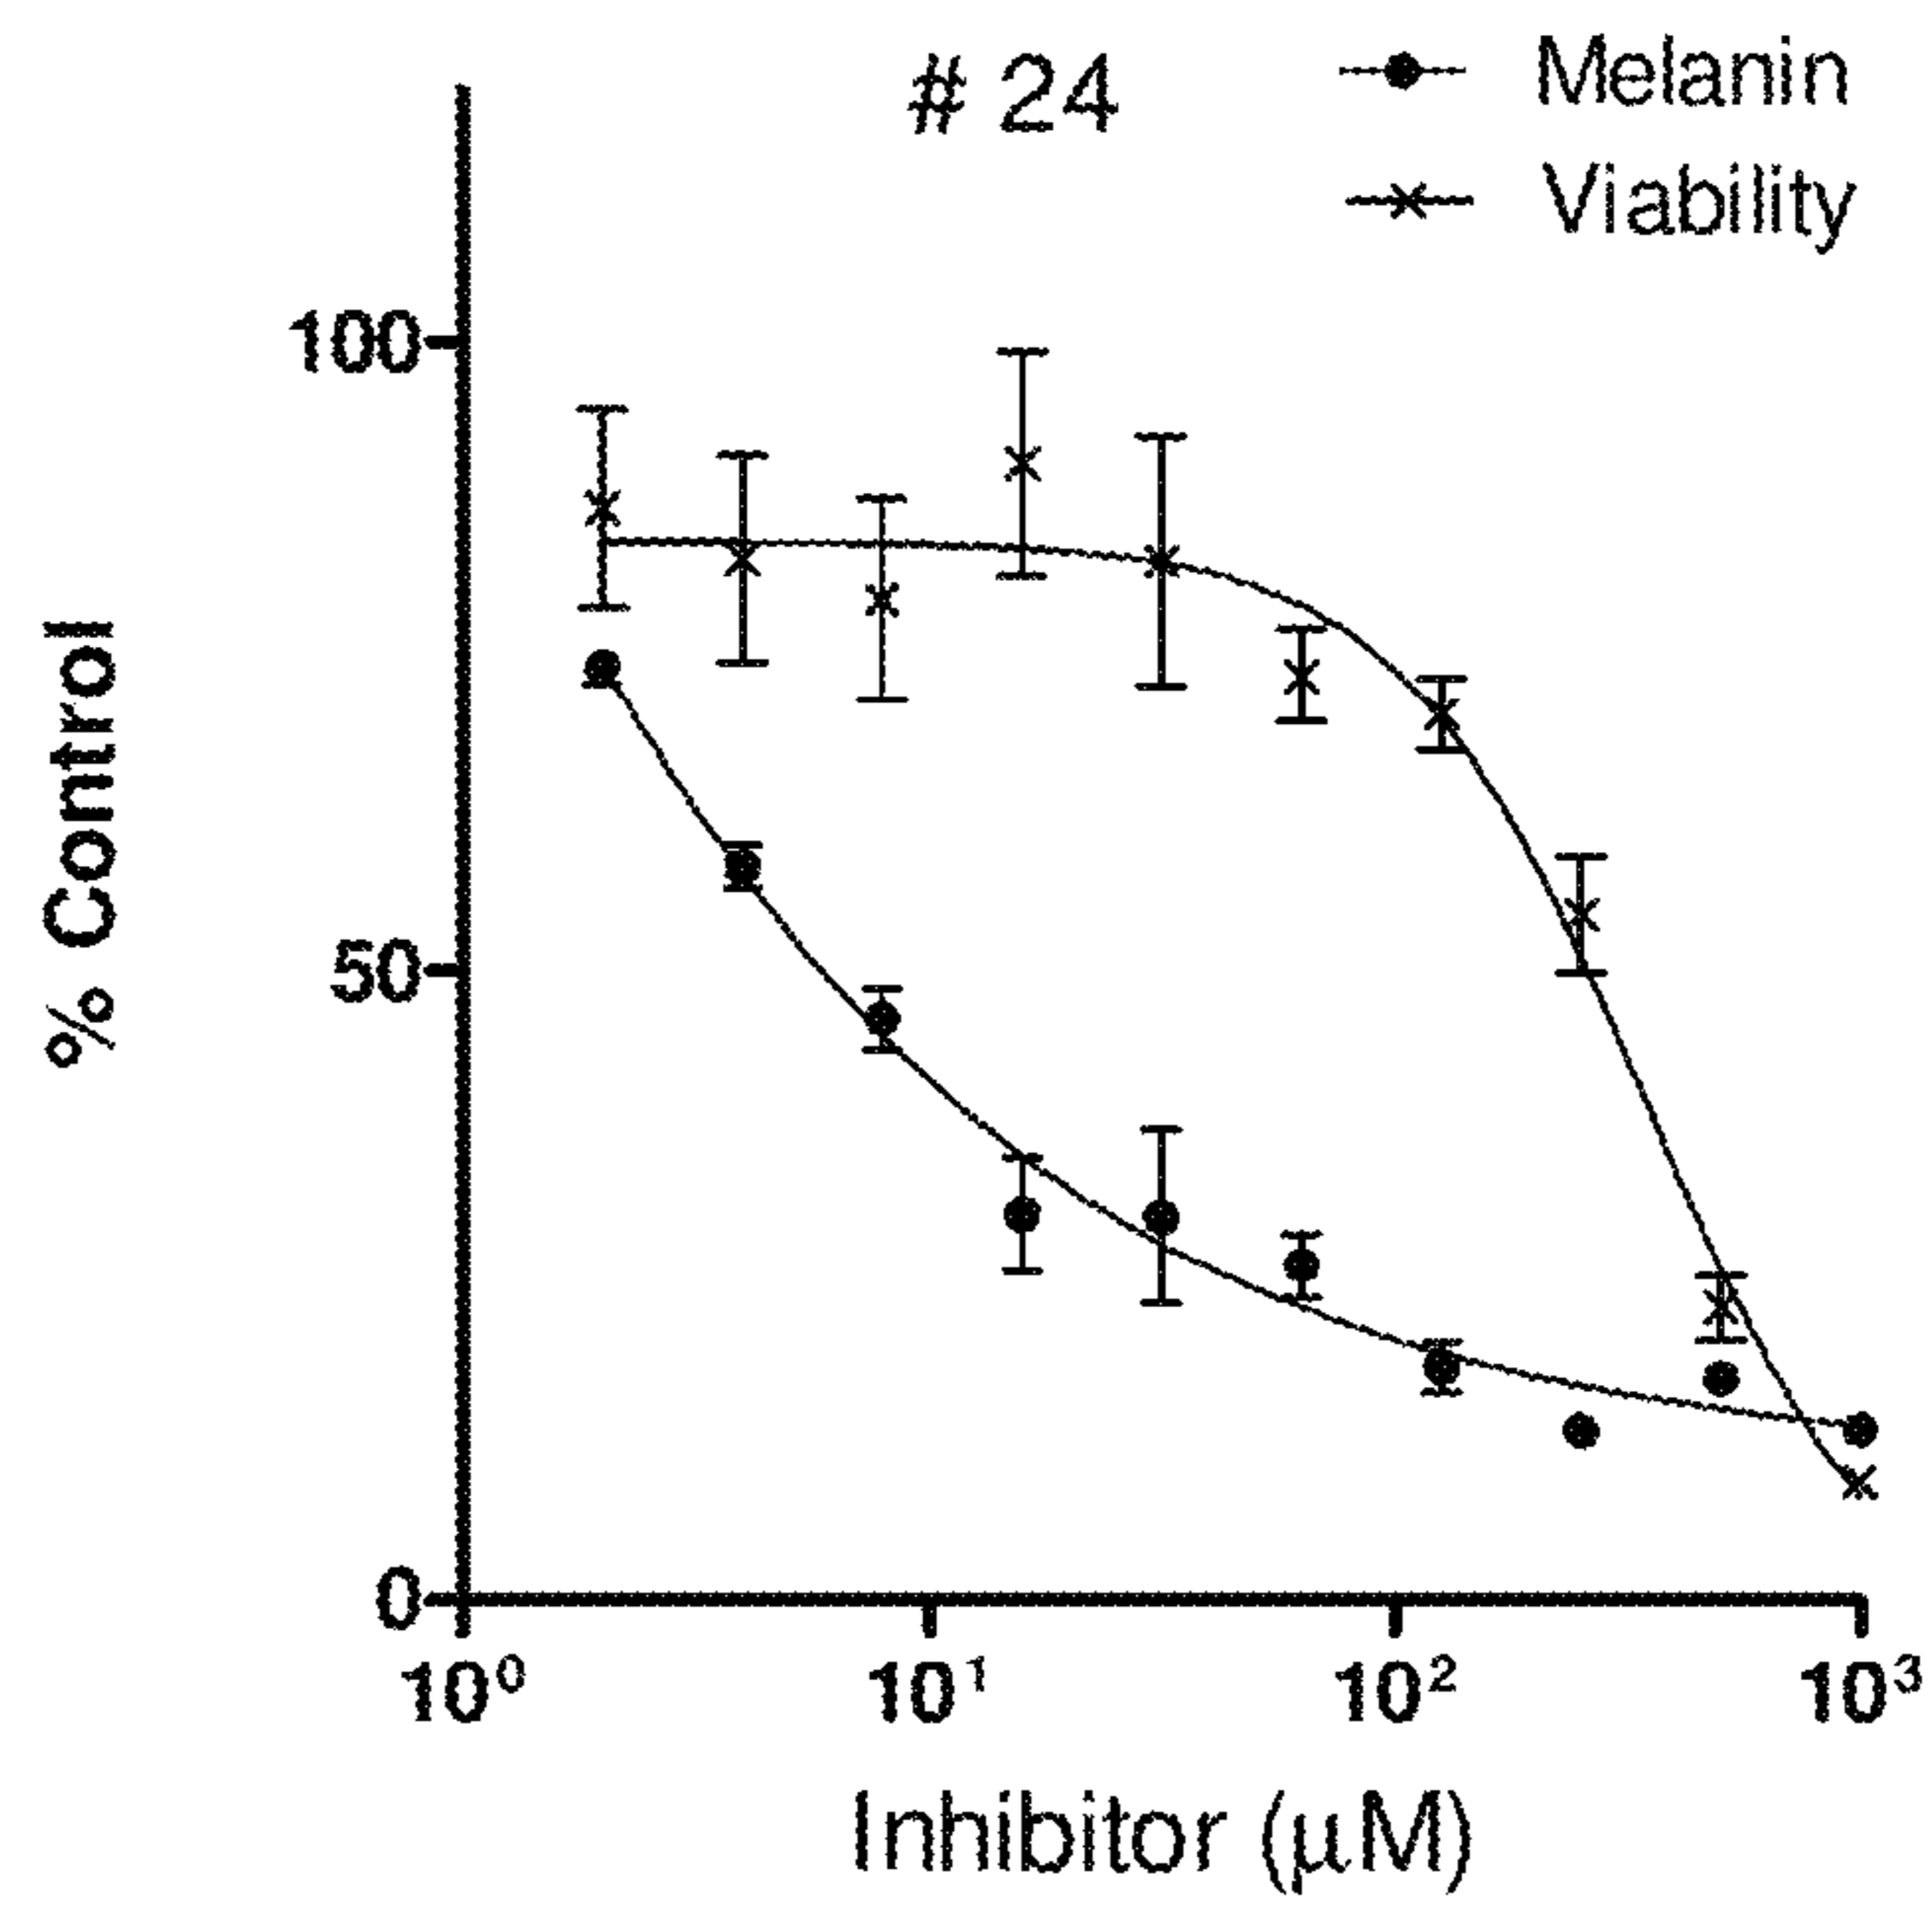 # 24
Melanin
Viability
% Control
100
50
0
10⁰
10¹
10²
10³
Inhibitor (µM)